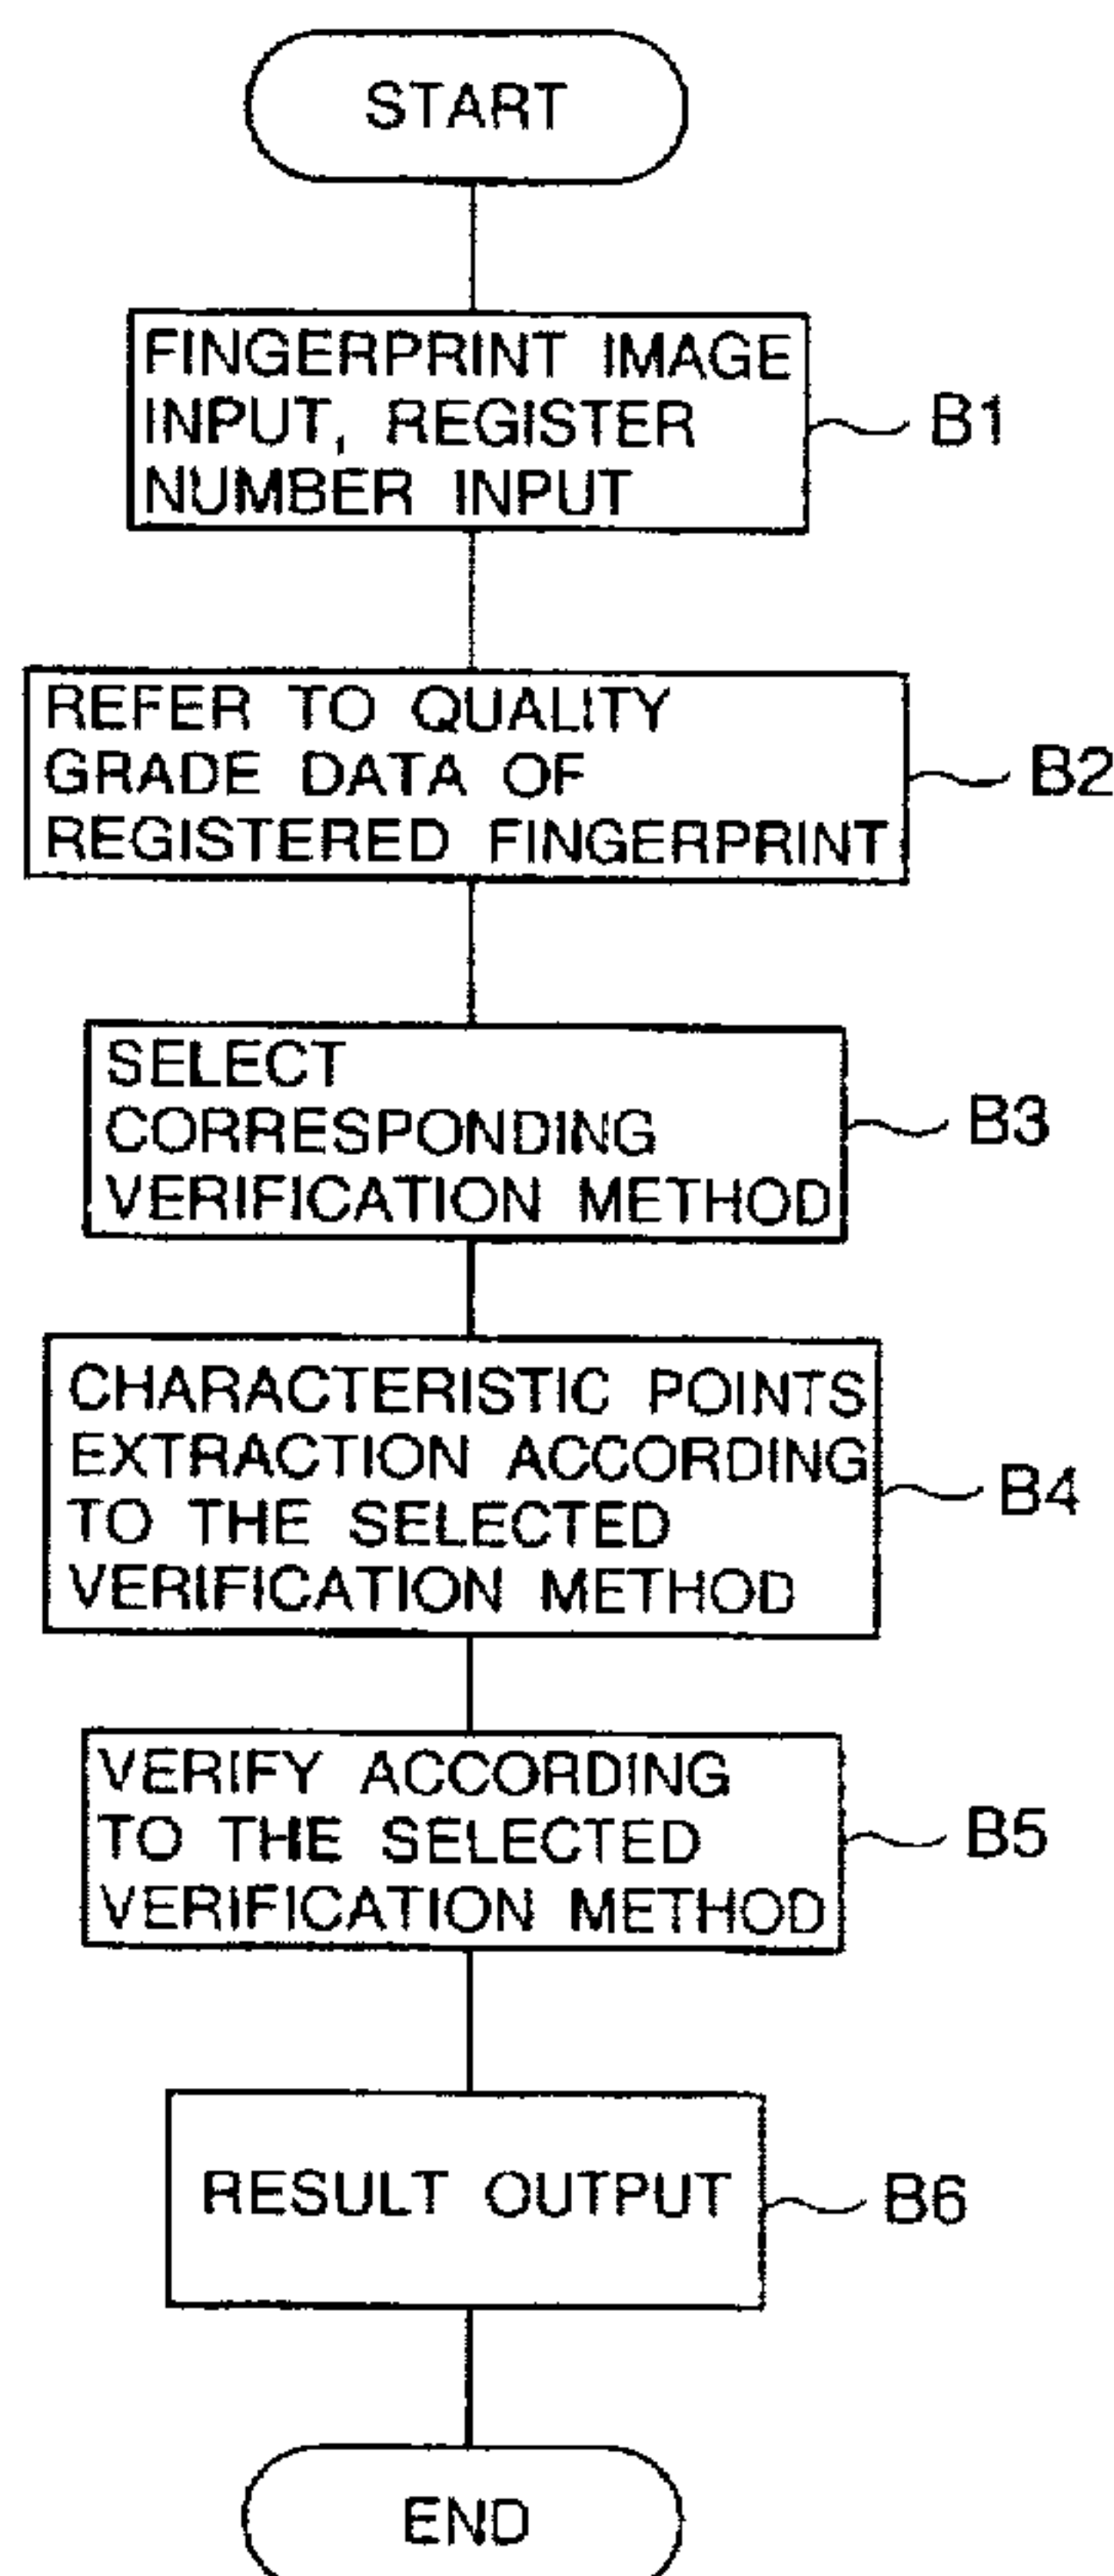 START
FINGERPRINT IMAGE
INPUT, REGISTER
NUMBER INPUT
B1
REFER TO QUALITY
GRADE DATA OF
REGISTERED FINGERPRINT
B2
SELECT
CORRESPONDING
VERIFICATION METHOD
B3
CHARACTERISTIC POINTS
EXTRACTION ACCORDING
TO THE SELECTED
VERIFICATION METHOD
B4
VERIFY ACCORDING
TO THE SELECTED
VERIFICATION METHOD
B5
RESULT OUTPUT
B6
END